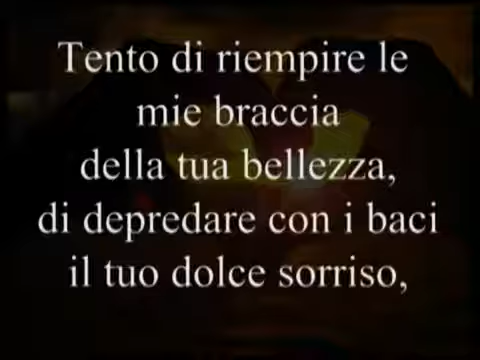 Tento di riempire le
mie braccia
della tua bellezza,
di depredare con i baci
il tuo dolce sorriso,